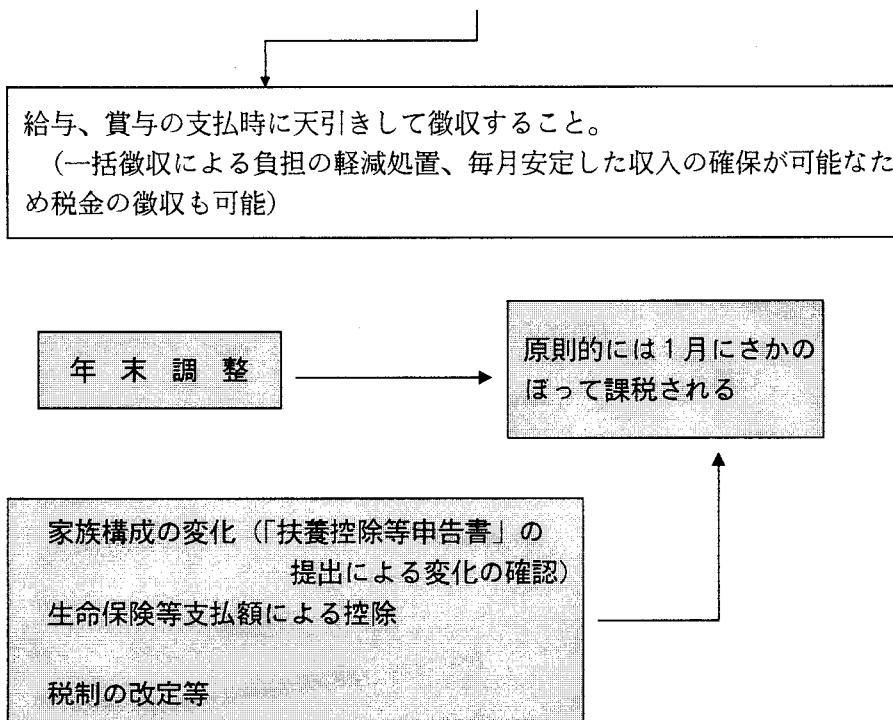 給与、賞与の支払時に天引きして徴収すること。
（一括徴収による負担の軽減処置、毎月安定した収入の確保が可能なた
め税金の徴収も可能）
年末調整
原則的には１月にさかの
ぼって課税される
家族構成の変化（「扶養控除等申告書」の
提出による変化の確認）
生命保険等支払額による控除
税制の改定等